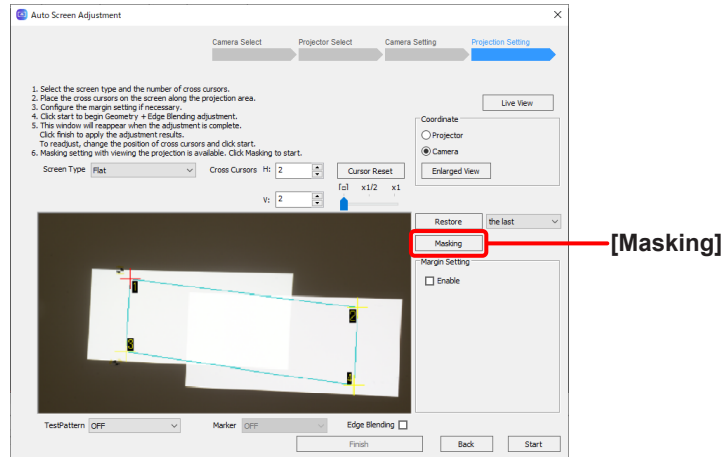 Auto Screen Adjustment
Camera Select Projector Select Camera Setting Projection Setting
1. Select the screen type and the number of cross cursors.
2. Place the cross cursors on the screen along the projection area.
3. Configure the margin setting if necessary.
4. Click start to begin Geometry + Edge Blending adjustment.
5. This window will reappear when the adjustment is complete.
Click finish to apply the adjustment results.
To readjust, change the position of cross cursors and click start.
6. Masking setting with viewing the projection is available. Click Masking to start.
Live View
Coordinate
Projector
Camera
Enlarged View
Screen Type Flat Cross Cursors H: 2 Cursor Reset
[□] x1/2 x1
V: 2
Restore the last
Masking
[Masking]
Margin Setting
Enable
1
2
3
4
TestPattern OFF Marker OFF Edge Blending
Finish Back Start